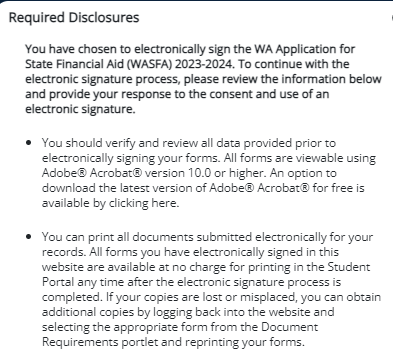 Required Disclosures
You have chosen to electronically sign the WA Application for
State Financial Aid (WASFA) 2023-2024. To continue with the
electronic signature process, please review the information below
and provide your response to the consent and use of an
electronic signature.
• You should verify and review all data provided prior to
electronically signing your forms. All forms are viewable using
Adobe® Acrobat® version 10.0 or higher. An option to
download the latest version of Adobe® Acrobat® for free is
available by clicking here.
• You can print all documents submitted electronically for your
records. All forms you have electronically signed in this
website are available at no charge for printing in the Student
Portal any time after the electronic signature process is
completed. If your copies are lost or misplaced, you can obtain
additional copies by logging back into the website and
selecting the appropriate form from the Document
Requirements portlet and reprinting your forms.